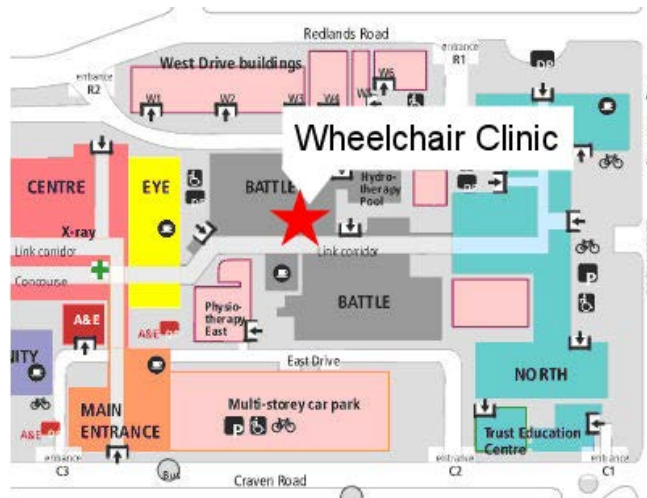 Redlands Road
entrance
R1
entrance
R2
West Drive buildings
W1
W2
W3
W4
W5
W6
Wheelchair Clinic
CENTRE
EYE
BATTLE
Hydro-
therapy
Pool
X-ray
Link corridor
Link corridor
Concourse
Physio-
therapy
East
BATTLE
A&E
A&E
East Drive
NITY
NORTH
MAIN
ENTRANCE
Multi-storey car park
P
P
Trust Education
Centre
A&E
entrance
C3
Bus
Craven Road
entrance
C2
entrance
C1